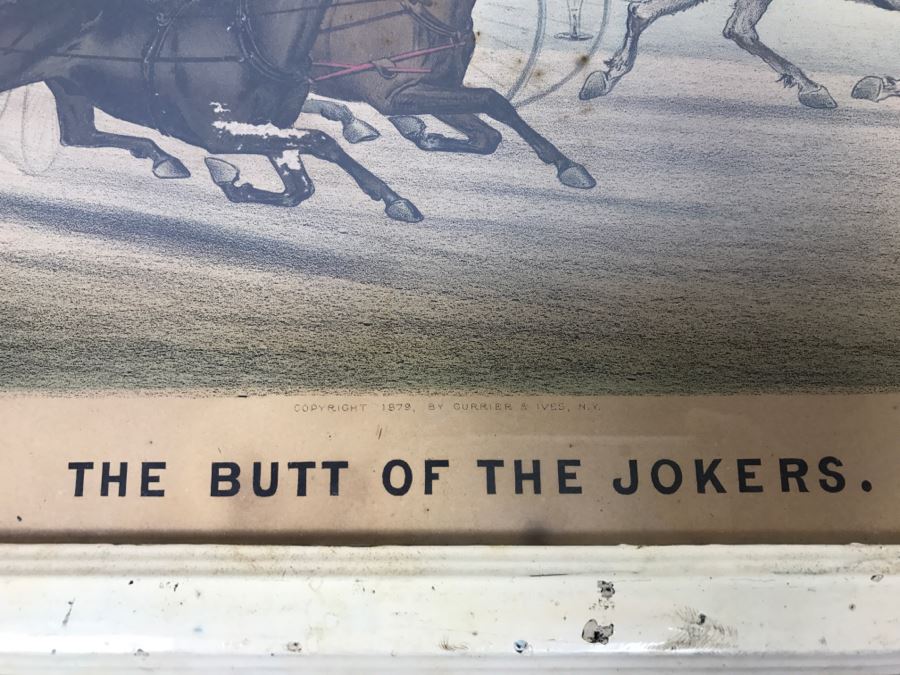 COPYRIGHT 1879, BY CURRIER & IVES, N.Y.
THE BUTT OF THE JOKERS.